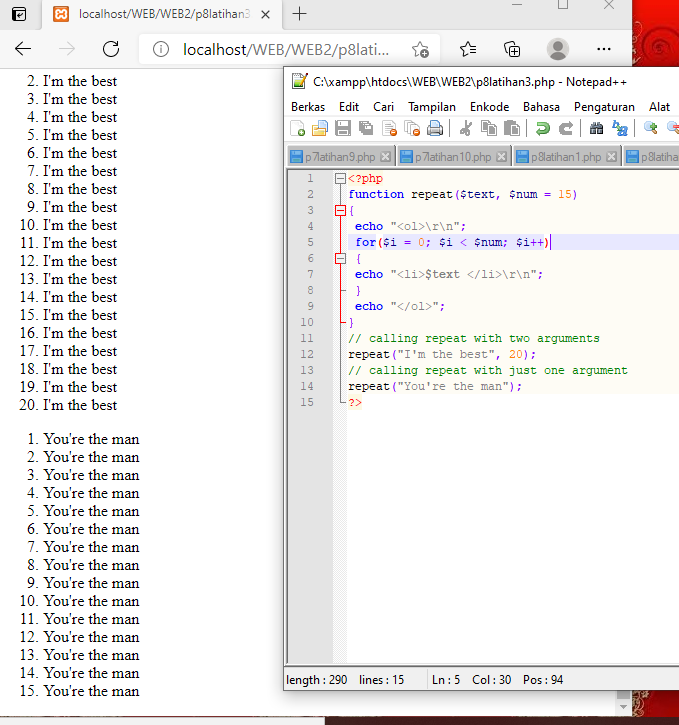 localhost/WEB/WEB2/p8latihan3
localhost/WEB/WEB2/p8lati...
2. I'm the best
3. I'm the best
4. I'm the best
5. I'm the best
6. I'm the best
7. I'm the best
8. I'm the best
9. I'm the best
10. I'm the best
11. I'm the best
12. I'm the best
13. I'm the best
14. I'm the best
15. I'm the best
16. I'm the best
17. I'm the best
18. I'm the best
19. I'm the best
20. I'm the best
1. You're the man
2. You're the man
3. You're the man
4. You're the man
5. You're the man
6. You're the man
7. You're the man
8. You're the man
9. You're the man
10. You're the man
11. You're the man
12. You're the man
13. You're the man
14. You're the man
15. You're the man
C:\xampp\htdocs\WEB\WEB2\p8latihan3.php - Notepad++
Berkas Edit Cari Tampilan Enkode Bahasa Pengaturan Alat
p7latihan9.php p7latihan10.php p8latihan1.php p8latiha
1 <?php
2 function repeat($text, $num = 15)
3 {
4 echo "<ol>\r\n";
5 for($i = 0; $i < $num; $i++)
6 {
7 echo "<li>$text </li>\r\n";
8 }
9 echo "</ol>";
10 }
11 // calling repeat with two arguments
12 repeat("I'm the best", 20);
13 // calling repeat with just one argument
14 repeat("You're the man");
15 ?>
length : 290 lines : 15 Ln : 5 Col : 30 Pos : 94